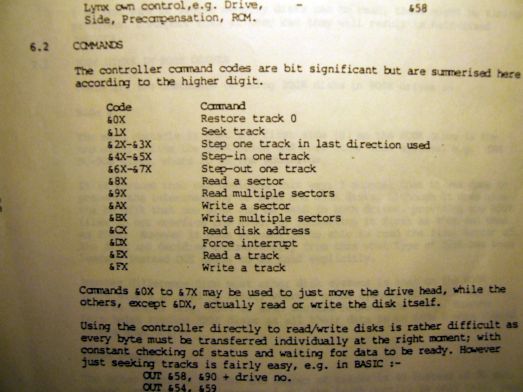 Lynx own control,e.g. Drive, - &58
Side, Precompensation, ROM.
6.2 COMMANDS
The controller command codes are bit significant but are summerised here
according to the higher digit.
Code Command
&0X Restore track 0
&1X Seek track
&2X-&3X Step one track in last direction used
&4X-&5X Step-in one track
&6X-&7X Step-out one track
&8X Read a sector
&9X Read multiple sectors
&AX Write a sector
&BX Write multiple sectors
&CX Read disk address
&DX Force interrupt
&EX Read a track
&FX Write a track
Commands &0X to &7X may be used to just move the drive head, while the
others, except &DX, actually read or write the disk itself.
Using the controller directly to read/write disks is rather difficult as
every byte must be transferred individually at the right moment; with
constant checking of status and waiting for data to be ready. However
just seeking tracks is fairly easy, e.g. in BASIC :-
OUT &58, &90 + drive no.
OUT &54, &59